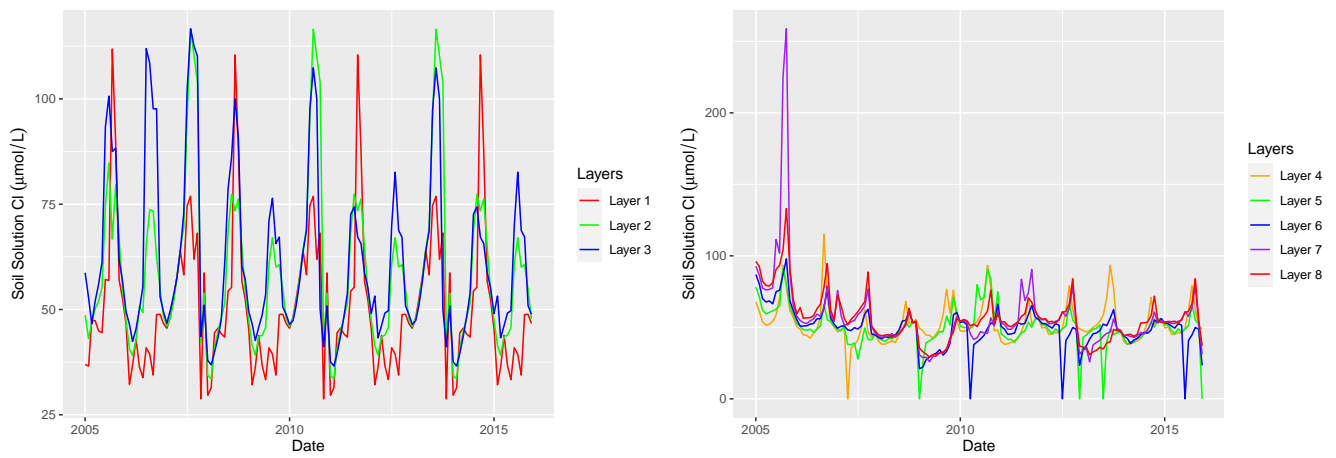 100
75
50
25
2005
2010
2015
Date
Soil Solution Cl (μmol/L)
Layers
Layer 1
Layer 2
Layer 3
200
100
0
2005
2010
2015
Date
Soil Solution Cl (μmol/L)
Layers
Layer 4
Layer 5
Layer 6
Layer 7
Layer 8